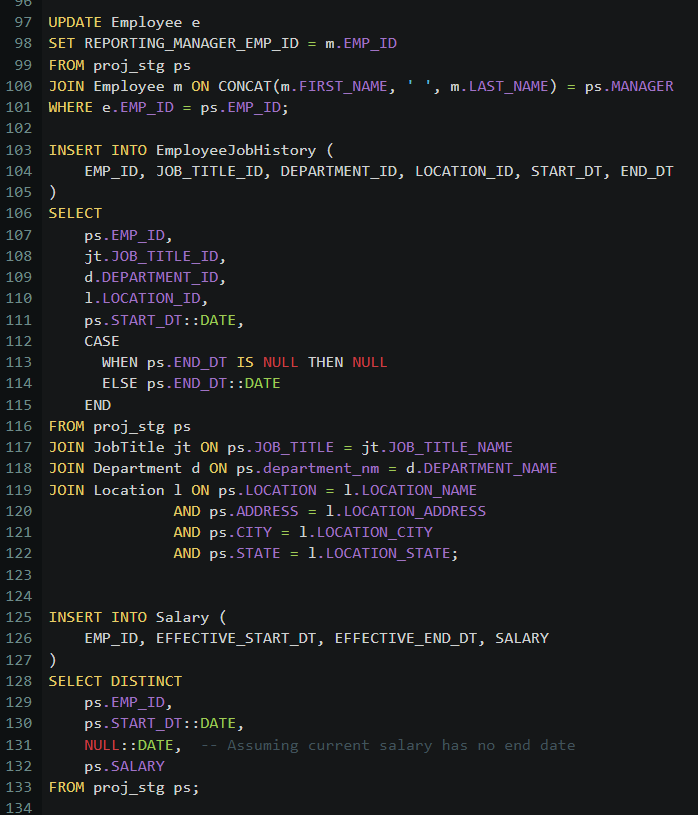 96
97 UPDATE Employee e
98 SET REPORTING_MANAGER_EMP_ID = m.EMP_ID
99 FROM proj_stg ps
100 JOIN Employee m ON CONCAT(m.FIRST_NAME, ' ', m.LAST_NAME) = ps.MANAGER
101 WHERE e.EMP_ID = ps.EMP_ID;
102
103 INSERT INTO EmployeeJobHistory (
104     EMP_ID, JOB_TITLE_ID, DEPARTMENT_ID, LOCATION_ID, START_DT, END_DT
105 )
106 SELECT
107     ps.EMP_ID,
108     jt.JOB_TITLE_ID,
109     d.DEPARTMENT_ID,
110     l.LOCATION_ID,
111     ps.START_DT::DATE,
112     CASE
113       WHEN ps.END_DT IS NULL THEN NULL
114       ELSE ps.END_DT::DATE
115     END
116 FROM proj_stg ps
117 JOIN JobTitle jt ON ps.JOB_TITLE = jt.JOB_TITLE_NAME
118 JOIN Department d ON ps.department_nm = d.DEPARTMENT_NAME
119 JOIN Location l ON ps.LOCATION = l.LOCATION_NAME
120               AND ps.ADDRESS = l.LOCATION_ADDRESS
121               AND ps.CITY = l.LOCATION_CITY
122               AND ps.STATE = l.LOCATION_STATE;
123
124
125 INSERT INTO Salary (
126     EMP_ID, EFFECTIVE_START_DT, EFFECTIVE_END_DT, SALARY
127 )
128 SELECT DISTINCT
129     ps.EMP_ID,
130     ps.START_DT::DATE,
131     NULL::DATE,  -- Assuming current salary has no end date
132     ps.SALARY
133 FROM proj_stg ps;
134